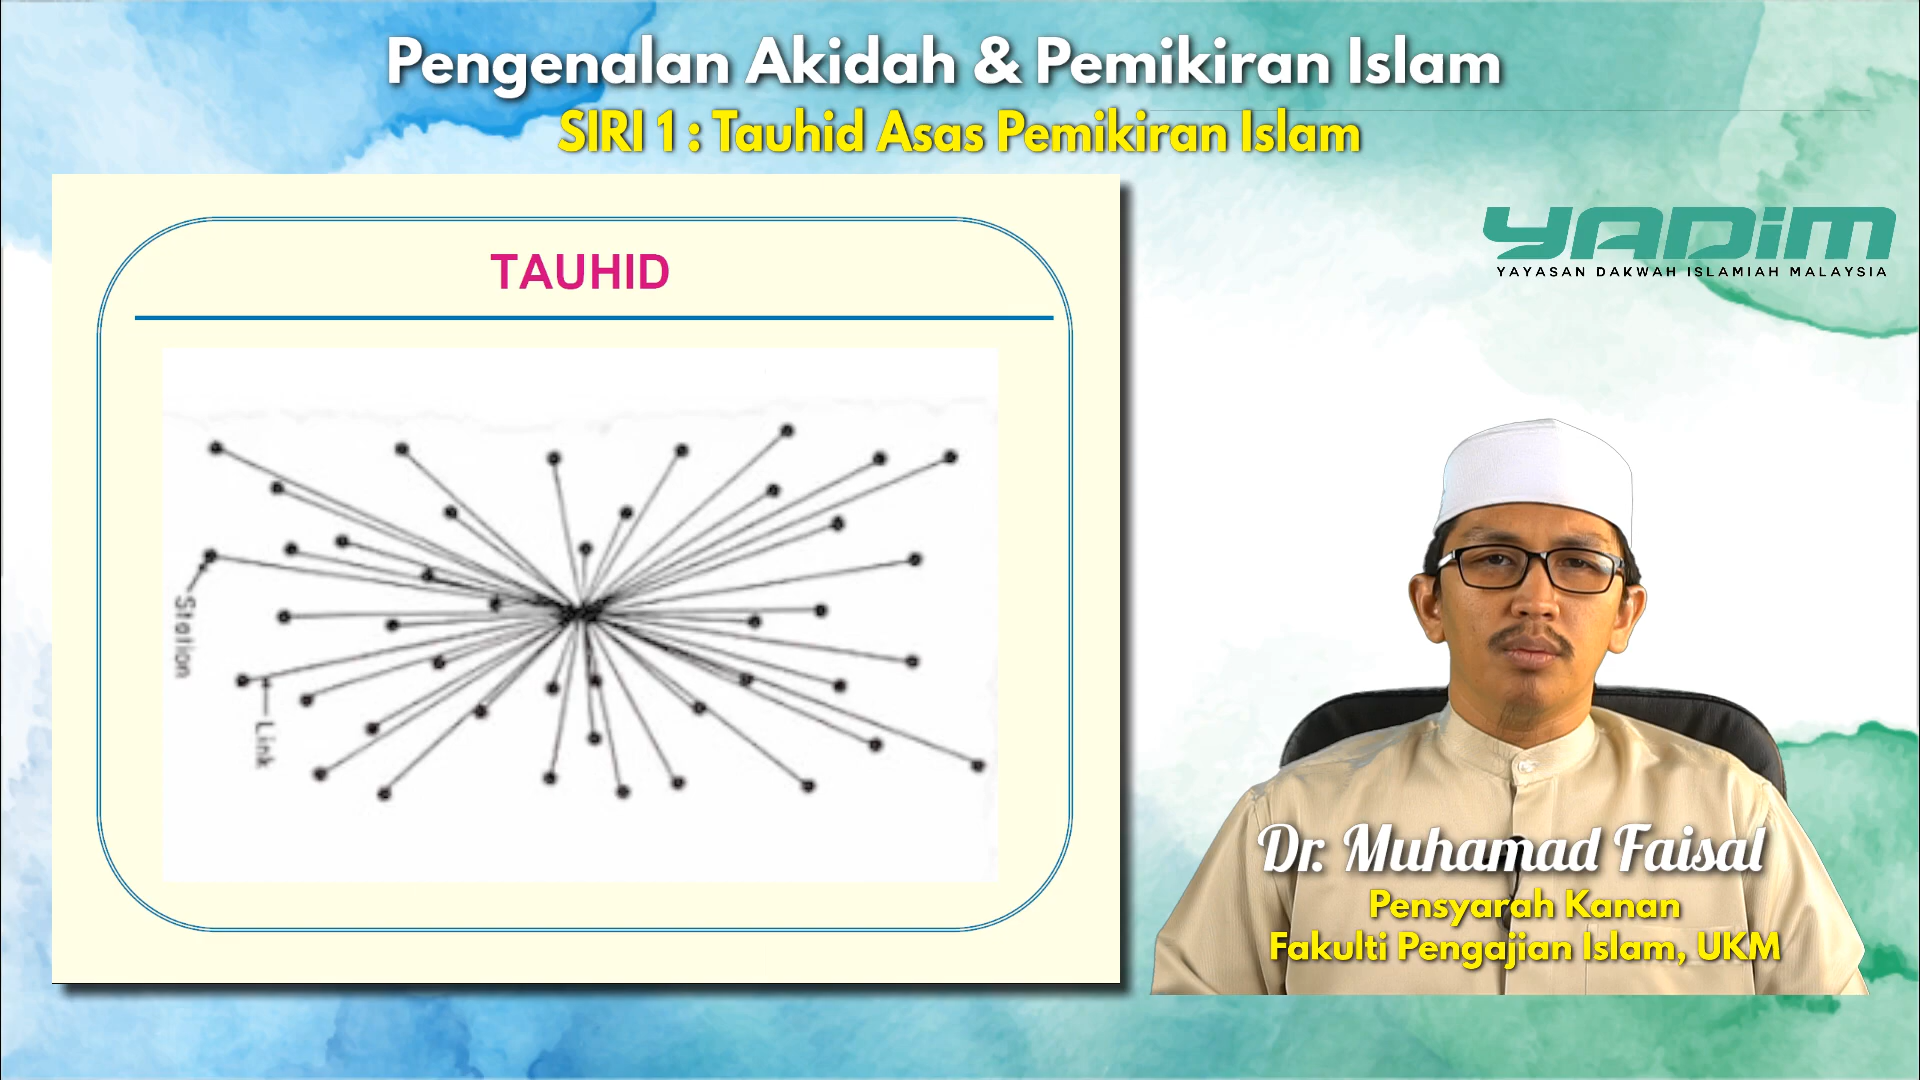 Pengenalan Akidah & Pemikiran Islam
SIRI 1 : Tauhid Asas Pemikiran Islam
TAUHID
Station
Link
YADiM
YAYASAN DAKWAH ISLAMIAH MALAYSIA
Dr. Muhamad Faisal
Pensyarah Kanan
Fakulti Pengajian Islam, UKM